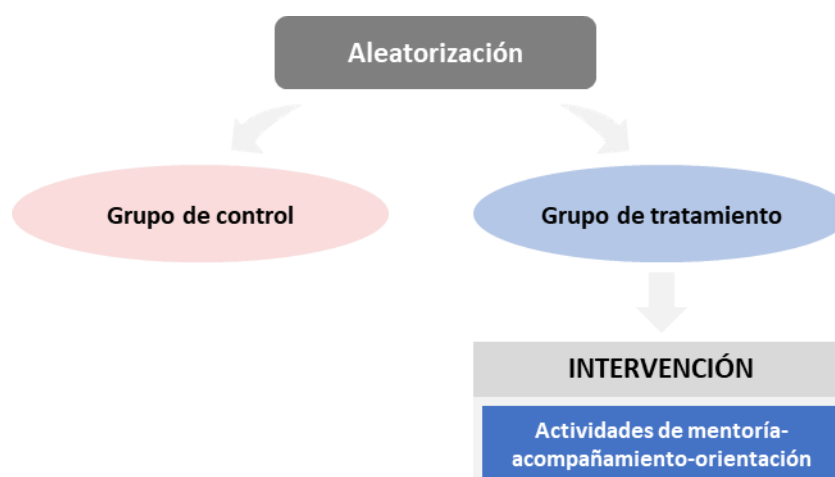 Aleatorización
Grupo de control
Grupo de tratamiento
INTERVENCIÓN
Actividades de mentoría-
acompañamiento-orientación